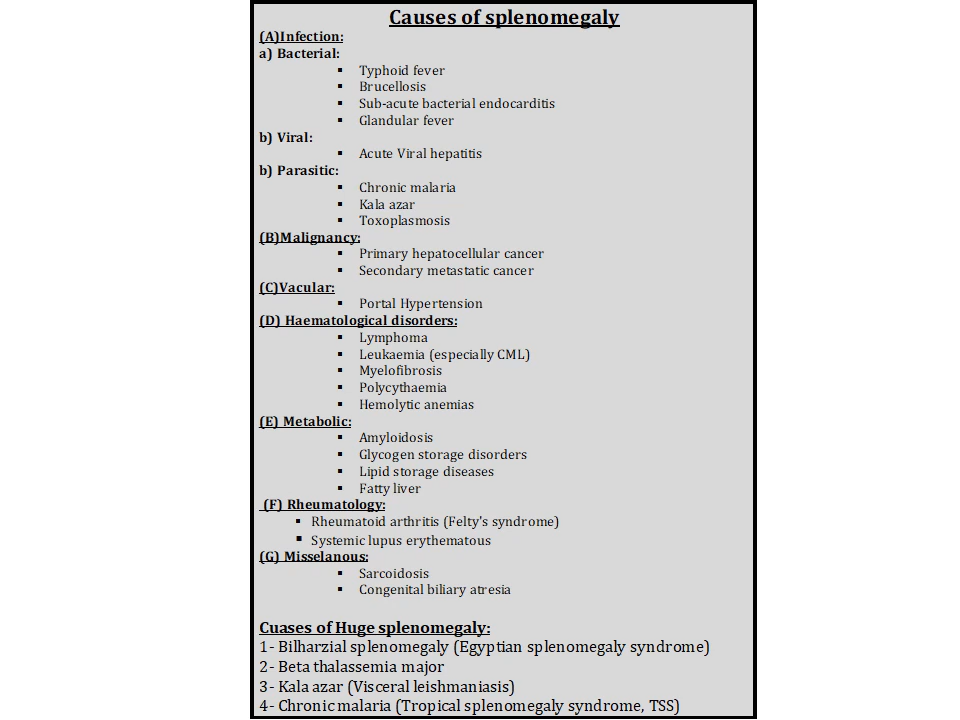 Causes of splenomegaly
(A)Infection:
a) Bacterial:
▪ Typhoid fever
▪ Brucellosis
▪ Sub-acute bacterial endocarditis
▪ Glandular fever
b) Viral:
▪ Acute Viral hepatitis
b) Parasitic:
▪ Chronic malaria
▪ Kala azar
▪ Toxoplasmosis
(B)Malignancy:
▪ Primary hepatocellular cancer
▪ Secondary metastatic cancer
(C)Vacular:
▪ Portal Hypertension
(D) Haematological disorders:
▪ Lymphoma
▪ Leukaemia (especially CML)
▪ Myelofibrosis
▪ Polycythaemia
▪ Hemolytic anemias
(E) Metabolic:
▪ Amyloidosis
▪ Glycogen storage disorders
▪ Lipid storage diseases
▪ Fatty liver
(F) Rheumatology:
▪ Rheumatoid arthritis (Felty's syndrome)
▪ Systemic lupus erythematous
(G) Misselanous:
▪ Sarcoidosis
▪ Congenital biliary atresia
Cuases of Huge splenomegaly:
1- Bilharzial splenomegaly (Egyptian splenomegaly syndrome)
2- Beta thalassemia major
3- Kala azar (Visceral leishmaniasis)
4- Chronic malaria (Tropical splenomegaly syndrome, TSS)